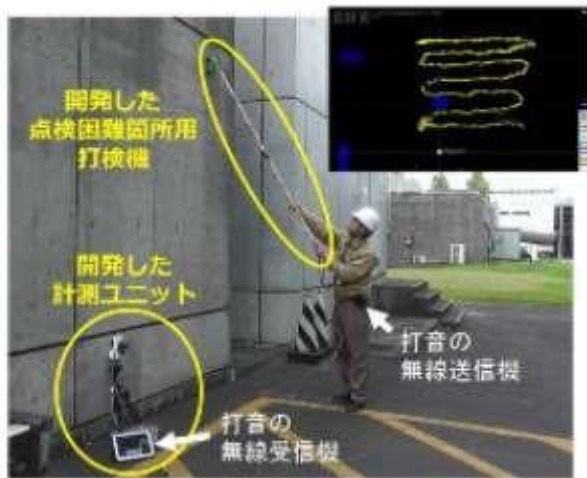 開発した
点検困難箇所用
打検機
開発した
計測ユニット
打音の
無線送信機
打音の
無線受信機